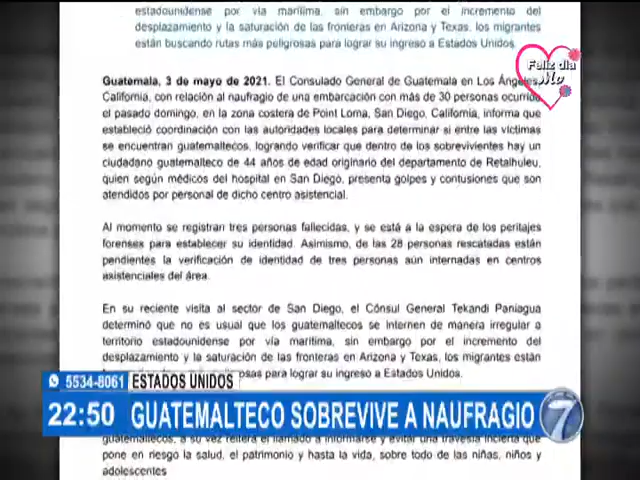 estadounidense por vía marítima, sin embargo por el incremento del
desplazamiento y la saturación de las fronteras en Arizona y Texas, los migrantes
están buscando rutas más peligrosas para lograr su ingreso a Estados Unidos.
Feliz día
Guatemala, 3 de mayo de 2021. El Consulado General de Guatemala en Los Ángeles,
California, con relación al naufragio de una embarcación con más de 30 personas ocurrido
el pasado domingo, en la zona costera de Point Loma, San Diego, California, informa que
estableció coordinación con las autoridades locales para determinar si entre las víctimas
se encuentran guatemaltecos, logrando verificar que dentro de los sobrevivientes hay un
ciudadano guatemalteco de 44 años de edad originario del departamento de Retalhuleu,
quien según médicos del hospital en San Diego, presenta golpes y contusiones que son
atendidos por personal de dicho centro asistencial.
Al momento se registran tres personas fallecidas, y se está a la espera de los peritajes
forenses para establecer su identidad. Asimismo, de las 28 personas rescatadas están
pendientes la verificación de identidad de tres personas aún internadas en centros
asistenciales del área.
En su reciente visita al sector de San Diego, el Cónsul General Tekandi Paniagua
determinó que no es usual que los guatemaltecos se internen de manera irregular a
territorio estadounidense por vía marítima, sin embargo por el incremento del
desplazamiento y la saturación de las fronteras en Arizona y Texas, los migrantes están
osas para lograr su ingreso a Estados Unidos.
5534-8061 ESTADOS UNIDOS
22:50 GUATEMALTECO SOBREVIVE A NAUFRAGIO 7
guatemaltecos, a su vez reitera el llamado a informarse y evitar una travesía incierta que
pone en riesgo la salud, el patrimonio y hasta la vida, sobre todo de las niñas, niños y
adolescentes